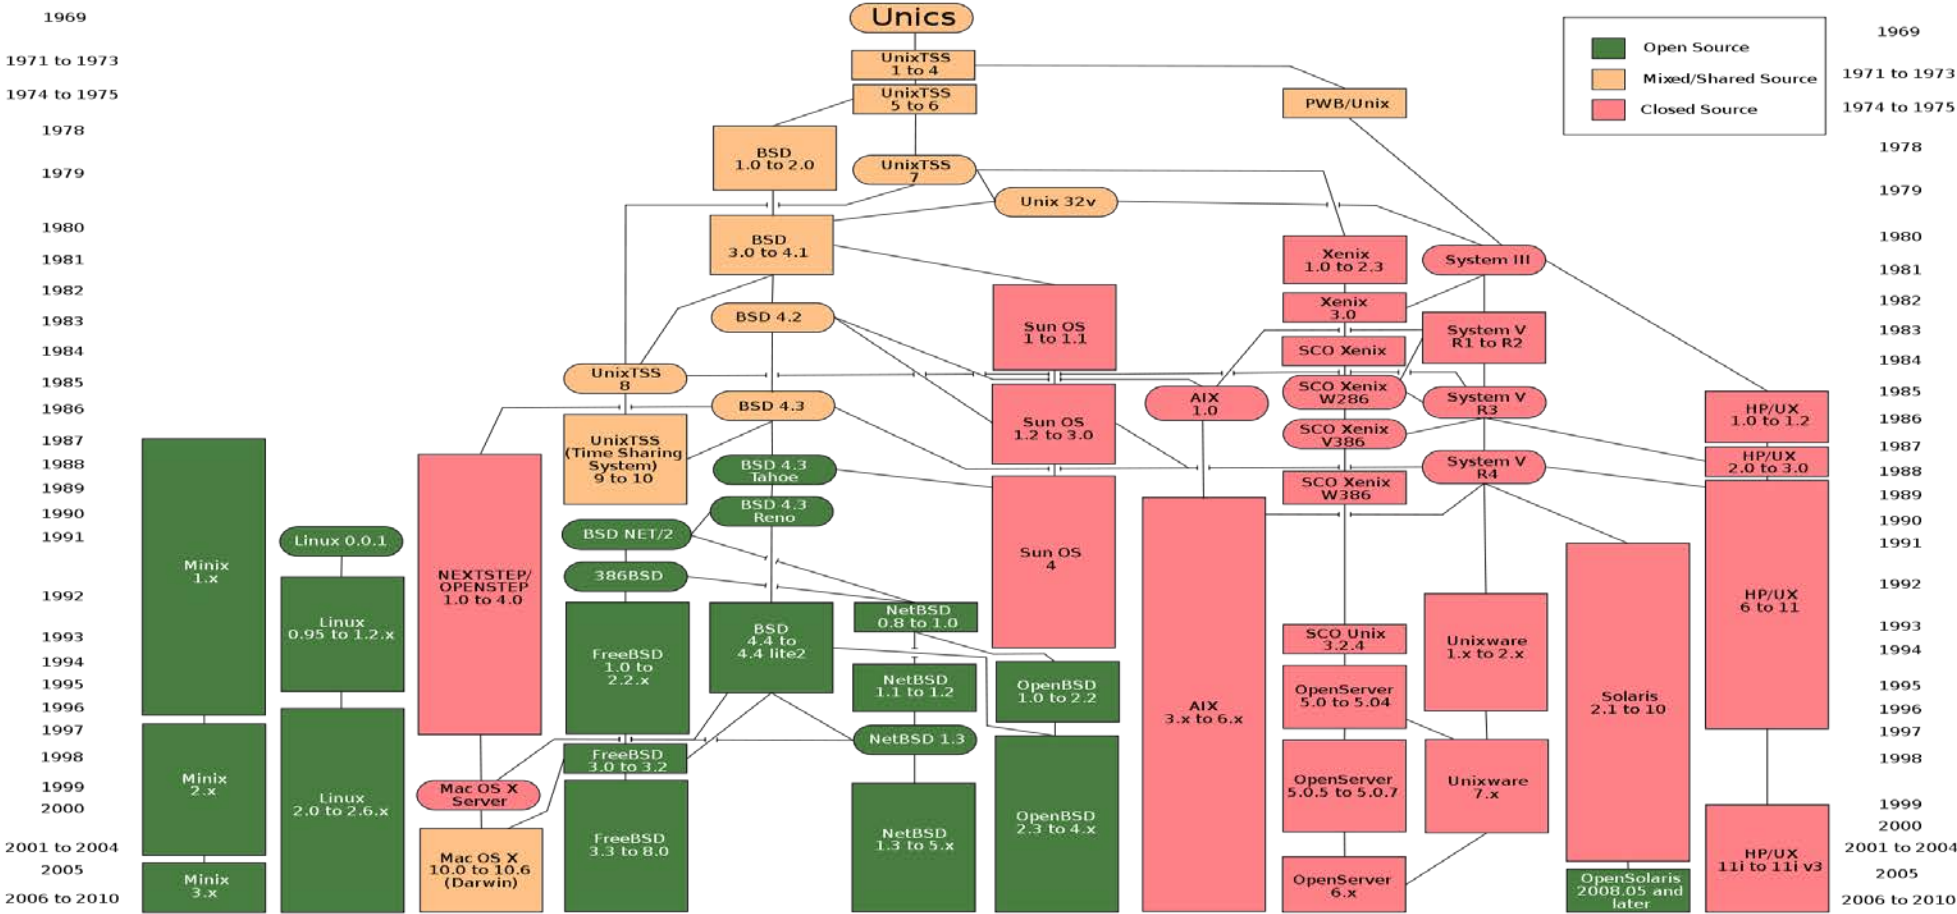 1969
1971 to 1973
1974 to 1975
1978
1979
1980
1981
1982
1983
1984
1985
1986
1987
1988
1989
1990
1991
1992
1993
1994
1995
1996
1997
1998
1999
2000
2001 to 2004
2005
2006 to 2010
Unics
UnixTSS
1 to 4
UnixTSS
5 to 6
PWB/Unix
BSD
1.0 to 2.0
UnixTSS
7
Unix 32v
BSD
3.0 to 4.1
Xenix
1.0 to 2.3
System III
Xenix
3.0
BSD 4.2
Sun OS
1 to 1.1
System V
R1 to R2
SCO Xenix
UnixTSS
8
SCO Xenix
W286
AIX
1.0
System V
R3
BSD 4.3
HP/UX
1.0 to 1.2
Sun OS
1.2 to 3.0
SCO Xenix
V386
UnixTSS
(Time Sharing
System)
9 to 10
HP/UX
2.0 to 3.0
BSD 4.3
Tahoe
System V
R4
SCO Xenix
W386
BSD 4.3
Reno
BSD NET/2
Linux 0.0.1
Minix
1.x
NEXTSTEP/
OPENSTEP
1.0 to 4.0
386BSD
Sun OS
4
HP/UX
6 to 11
Linux
0.95 to 1.2.x
NetBSD
0.8 to 1.0
FreeBSD
1.0 to
2.2.x
BSD
4.4 to
4.4 lite2
SCO Unix
3.2.4
Unixware
1.x to 2.x
NetBSD
1.1 to 1.2
OpenBSD
1.0 to 2.2
AIX
3.x to 6.x
OpenServer
5.0 to 5.04
Solaris
2.1 to 10
NetBSD 1.3
FreeBSD
3.0 to 3.2
Minix
2.x
Linux
2.0 to 2.6.x
Mac OS X
Server
OpenServer
5.0.5 to 5.0.7
Unixware
7.x
FreeBSD
3.3 to 8.0
NetBSD
1.3 to 5.x
OpenBSD
2.3 to 4.x
Mac OS X
10.0 to 10.6
(Darwin)
HP/UX
11i to 11i v3
Minix
3.x
OpenServer
6.x
OpenSolaris
2008.05 and
later
Open Source
Mixed/Shared Source
Closed Source
1969
1971 to 1973
1974 to 1975
1978
1979
1980
1981
1982
1983
1984
1985
1986
1987
1988
1989
1990
1991
1992
1993
1994
1995
1996
1997
1998
1999
2000
2001 to 2004
2005
2006 to 2010